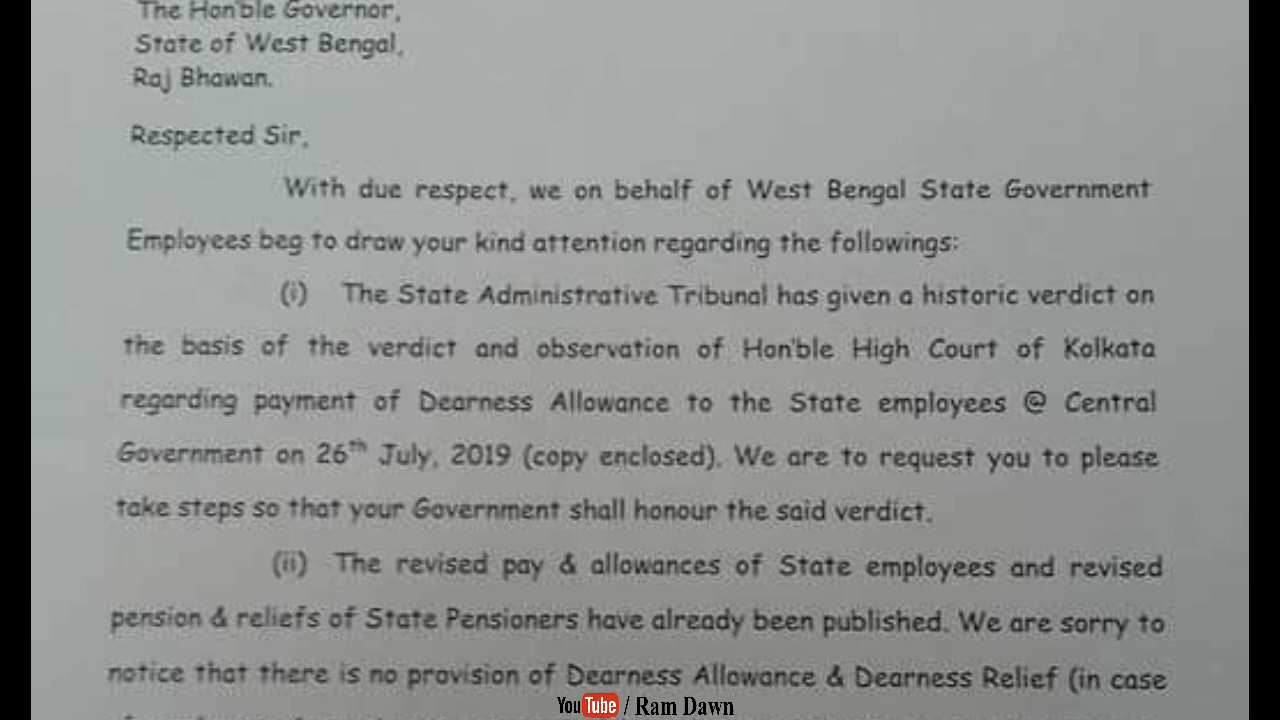 The Hon'ble Governor,
State of West Bengal,
Raj Bhawan.
Respected Sir,
With due respect, we on behalf of West Bengal State Government
Employees beg to draw your kind attention regarding the followings:
(i) The State Administrative Tribunal has given a historic verdict on
the basis of the verdict and observation of Hon'ble High Court of Kolkata
regarding payment of Dearness Allowance to the State employees @ Central
Government on 26th July, 2019 (copy enclosed). We are to request you to please
take steps so that your Government shall honour the said verdict.
(ii) The revised pay & allowances of State employees and revised
pension & reliefs of State Pensioners have already been published. We are sorry to
notice that there is no provision of Dearness Allowance & Dearness Relief (in case
YouTube / Ram Dawn